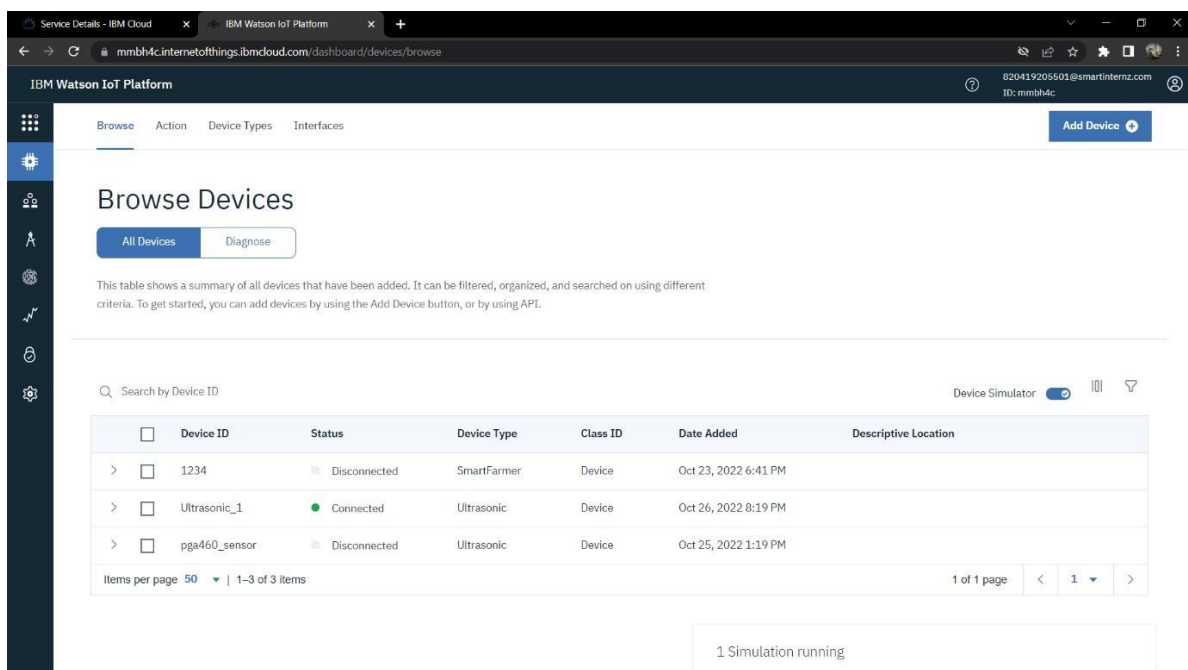 Service Details - IBM Cloud
IBM Watson IoT Platform
mmbh4c.internetofthings.ibmcloud.com/dashboard/devices/browse
IBM Watson IoT Platform
820419205501@smartinternz.com
ID: mmbh4c
Browse Action Device Types Interfaces
Add Device
Browse Devices
All Devices Diagnose
This table shows a summary of all devices that have been added. It can be filtered, organized, and searched on using different
criteria. To get started, you can add devices by using the Add Device button, or by using API.
Search by Device ID
Device Simulator
Device ID Status Device Type Class ID Date Added Descriptive Location
1234 Disconnected SmartFarmer Device Oct 23, 2022 6:41 PM
Ultrasonic_1 Connected Ultrasonic Device Oct 26, 2022 8:19 PM
pga460_sensor Disconnected Ultrasonic Device Oct 25, 2022 1:19 PM
Items per page 50 | 1–3 of 3 items
1 of 1 page < 1 >
1 Simulation running